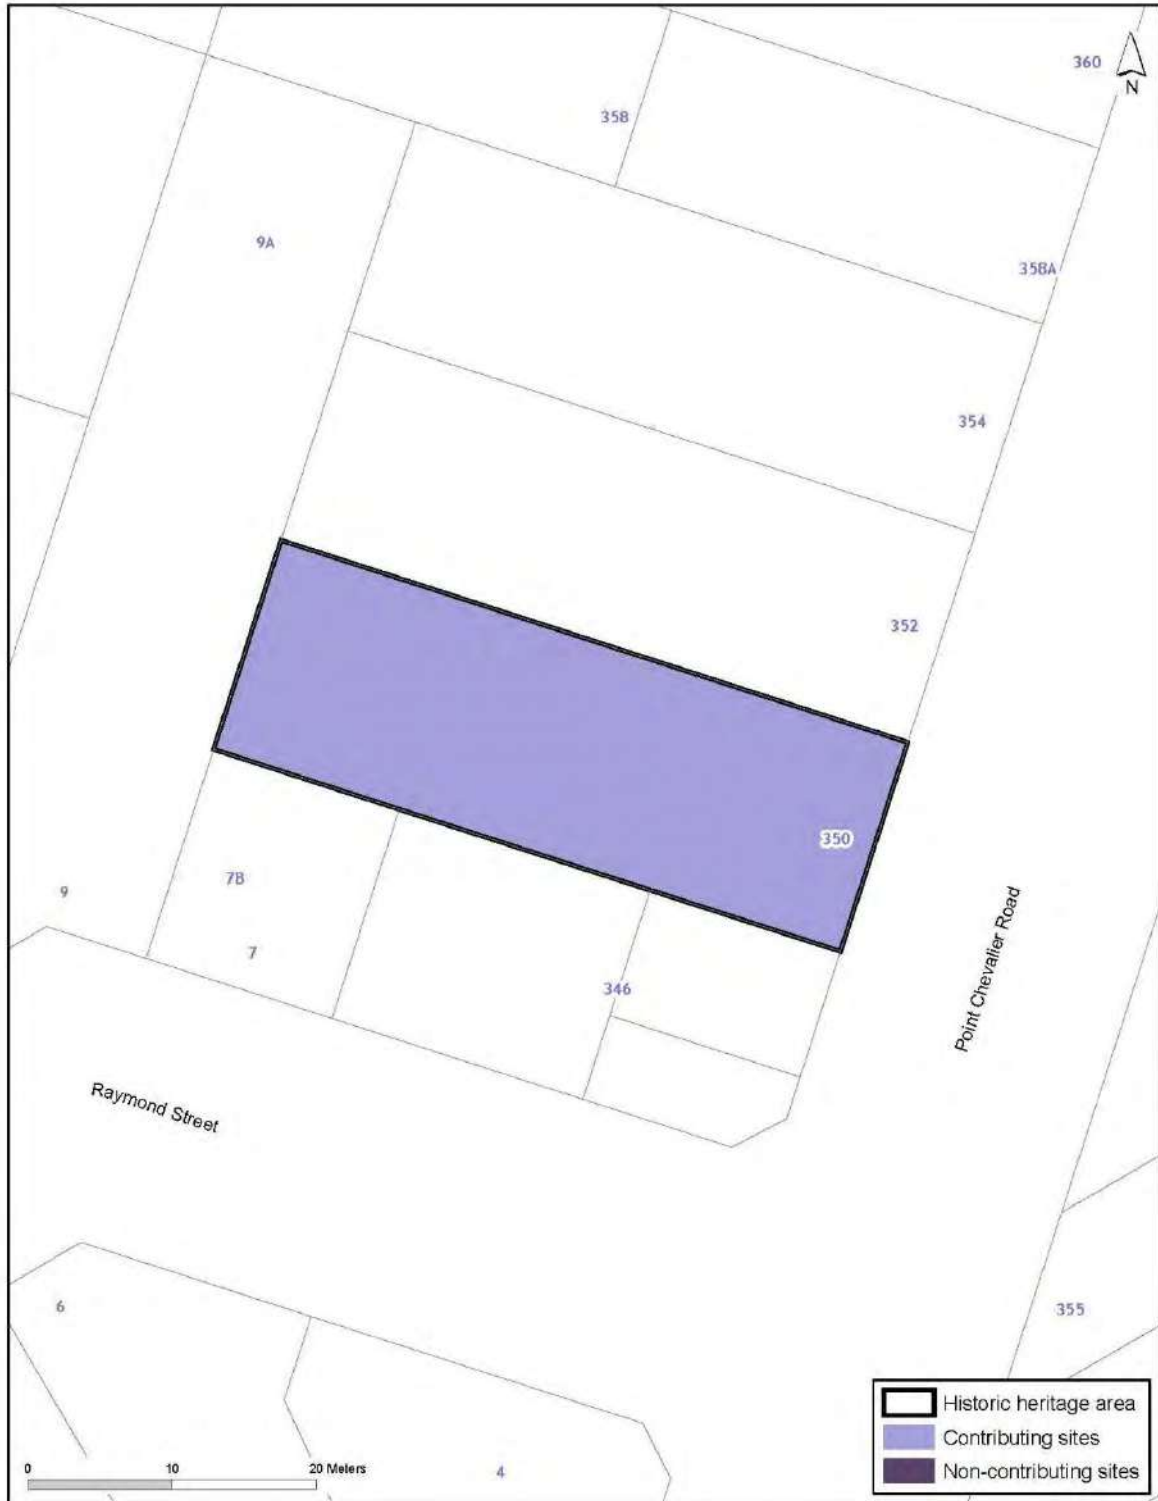 360
N
358
9A
358A
354
352
350
7B
9
7
346
Point Chevalier Road
Raymond Street
6
355
Historic heritage area
Contributing sites
Non-contributing sites
0 10 20 Meters
4